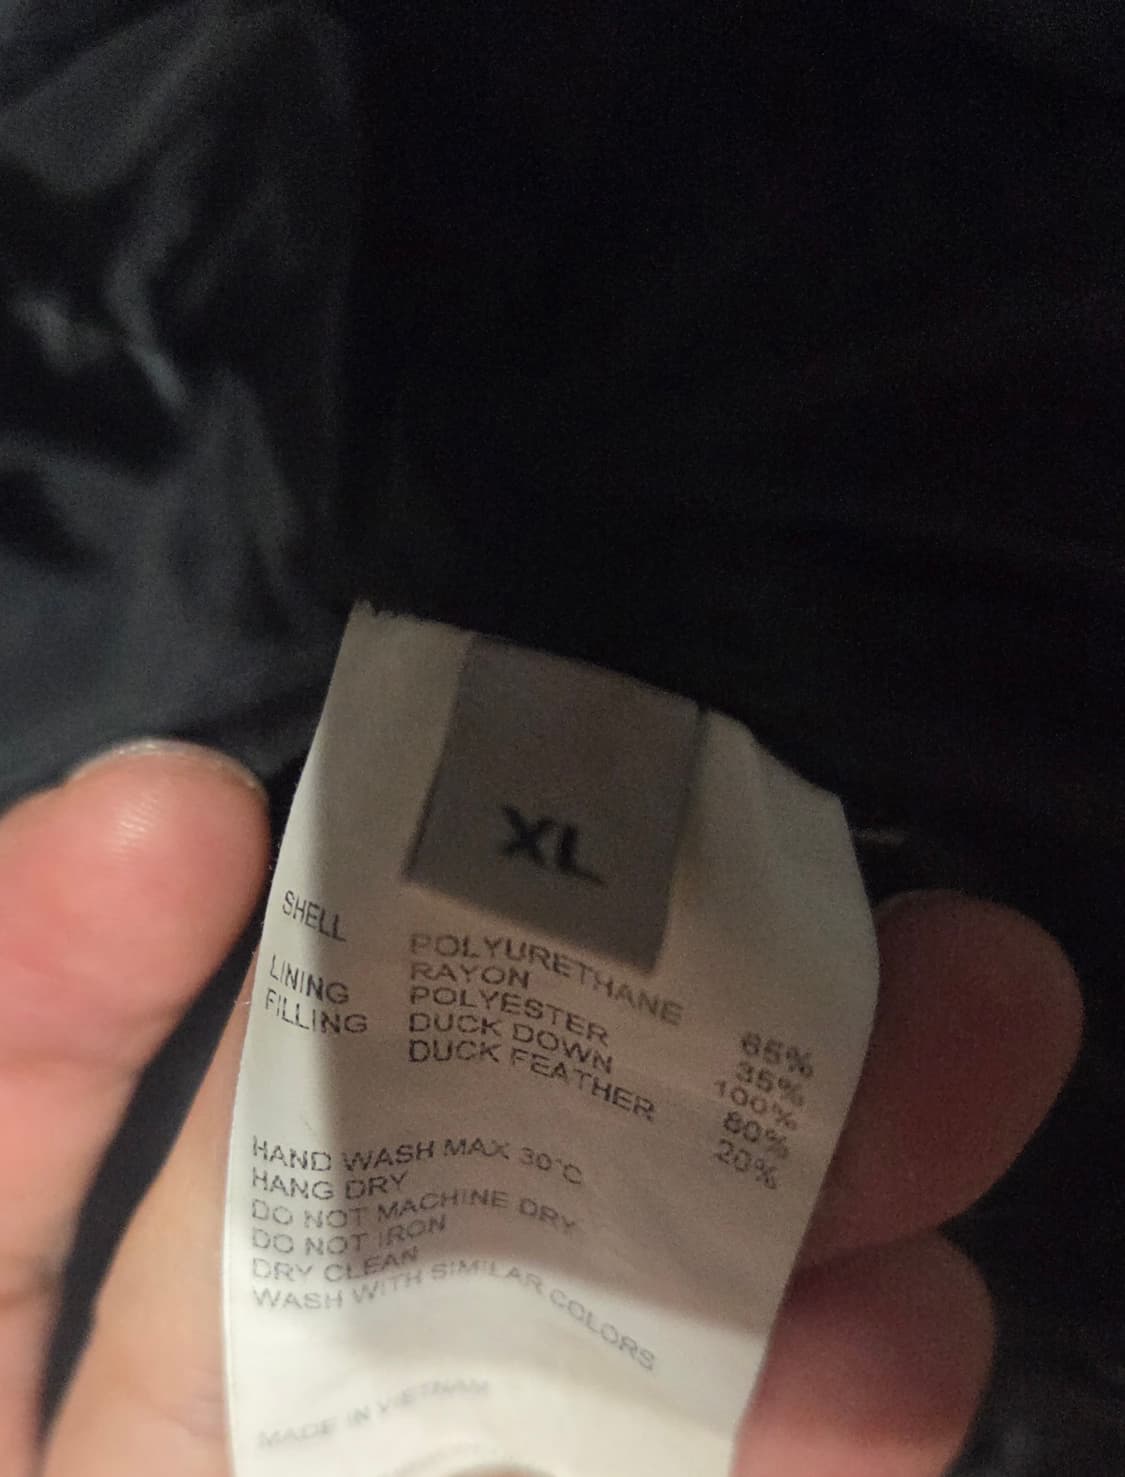 XL
SHELL POLYURETHANE 65%
RAYON 35%
LINING POLYESTER 100%
FILLING DUCK DOWN 80%
DUCK FEATHER 20%
HAND WASH MAX 30°C
HANG DRY
DO NOT MACHINE DRY
DO NOT IRON
DRY CLEAN
WASH WITH SIMILAR COLORS
MADE IN VIETNAM